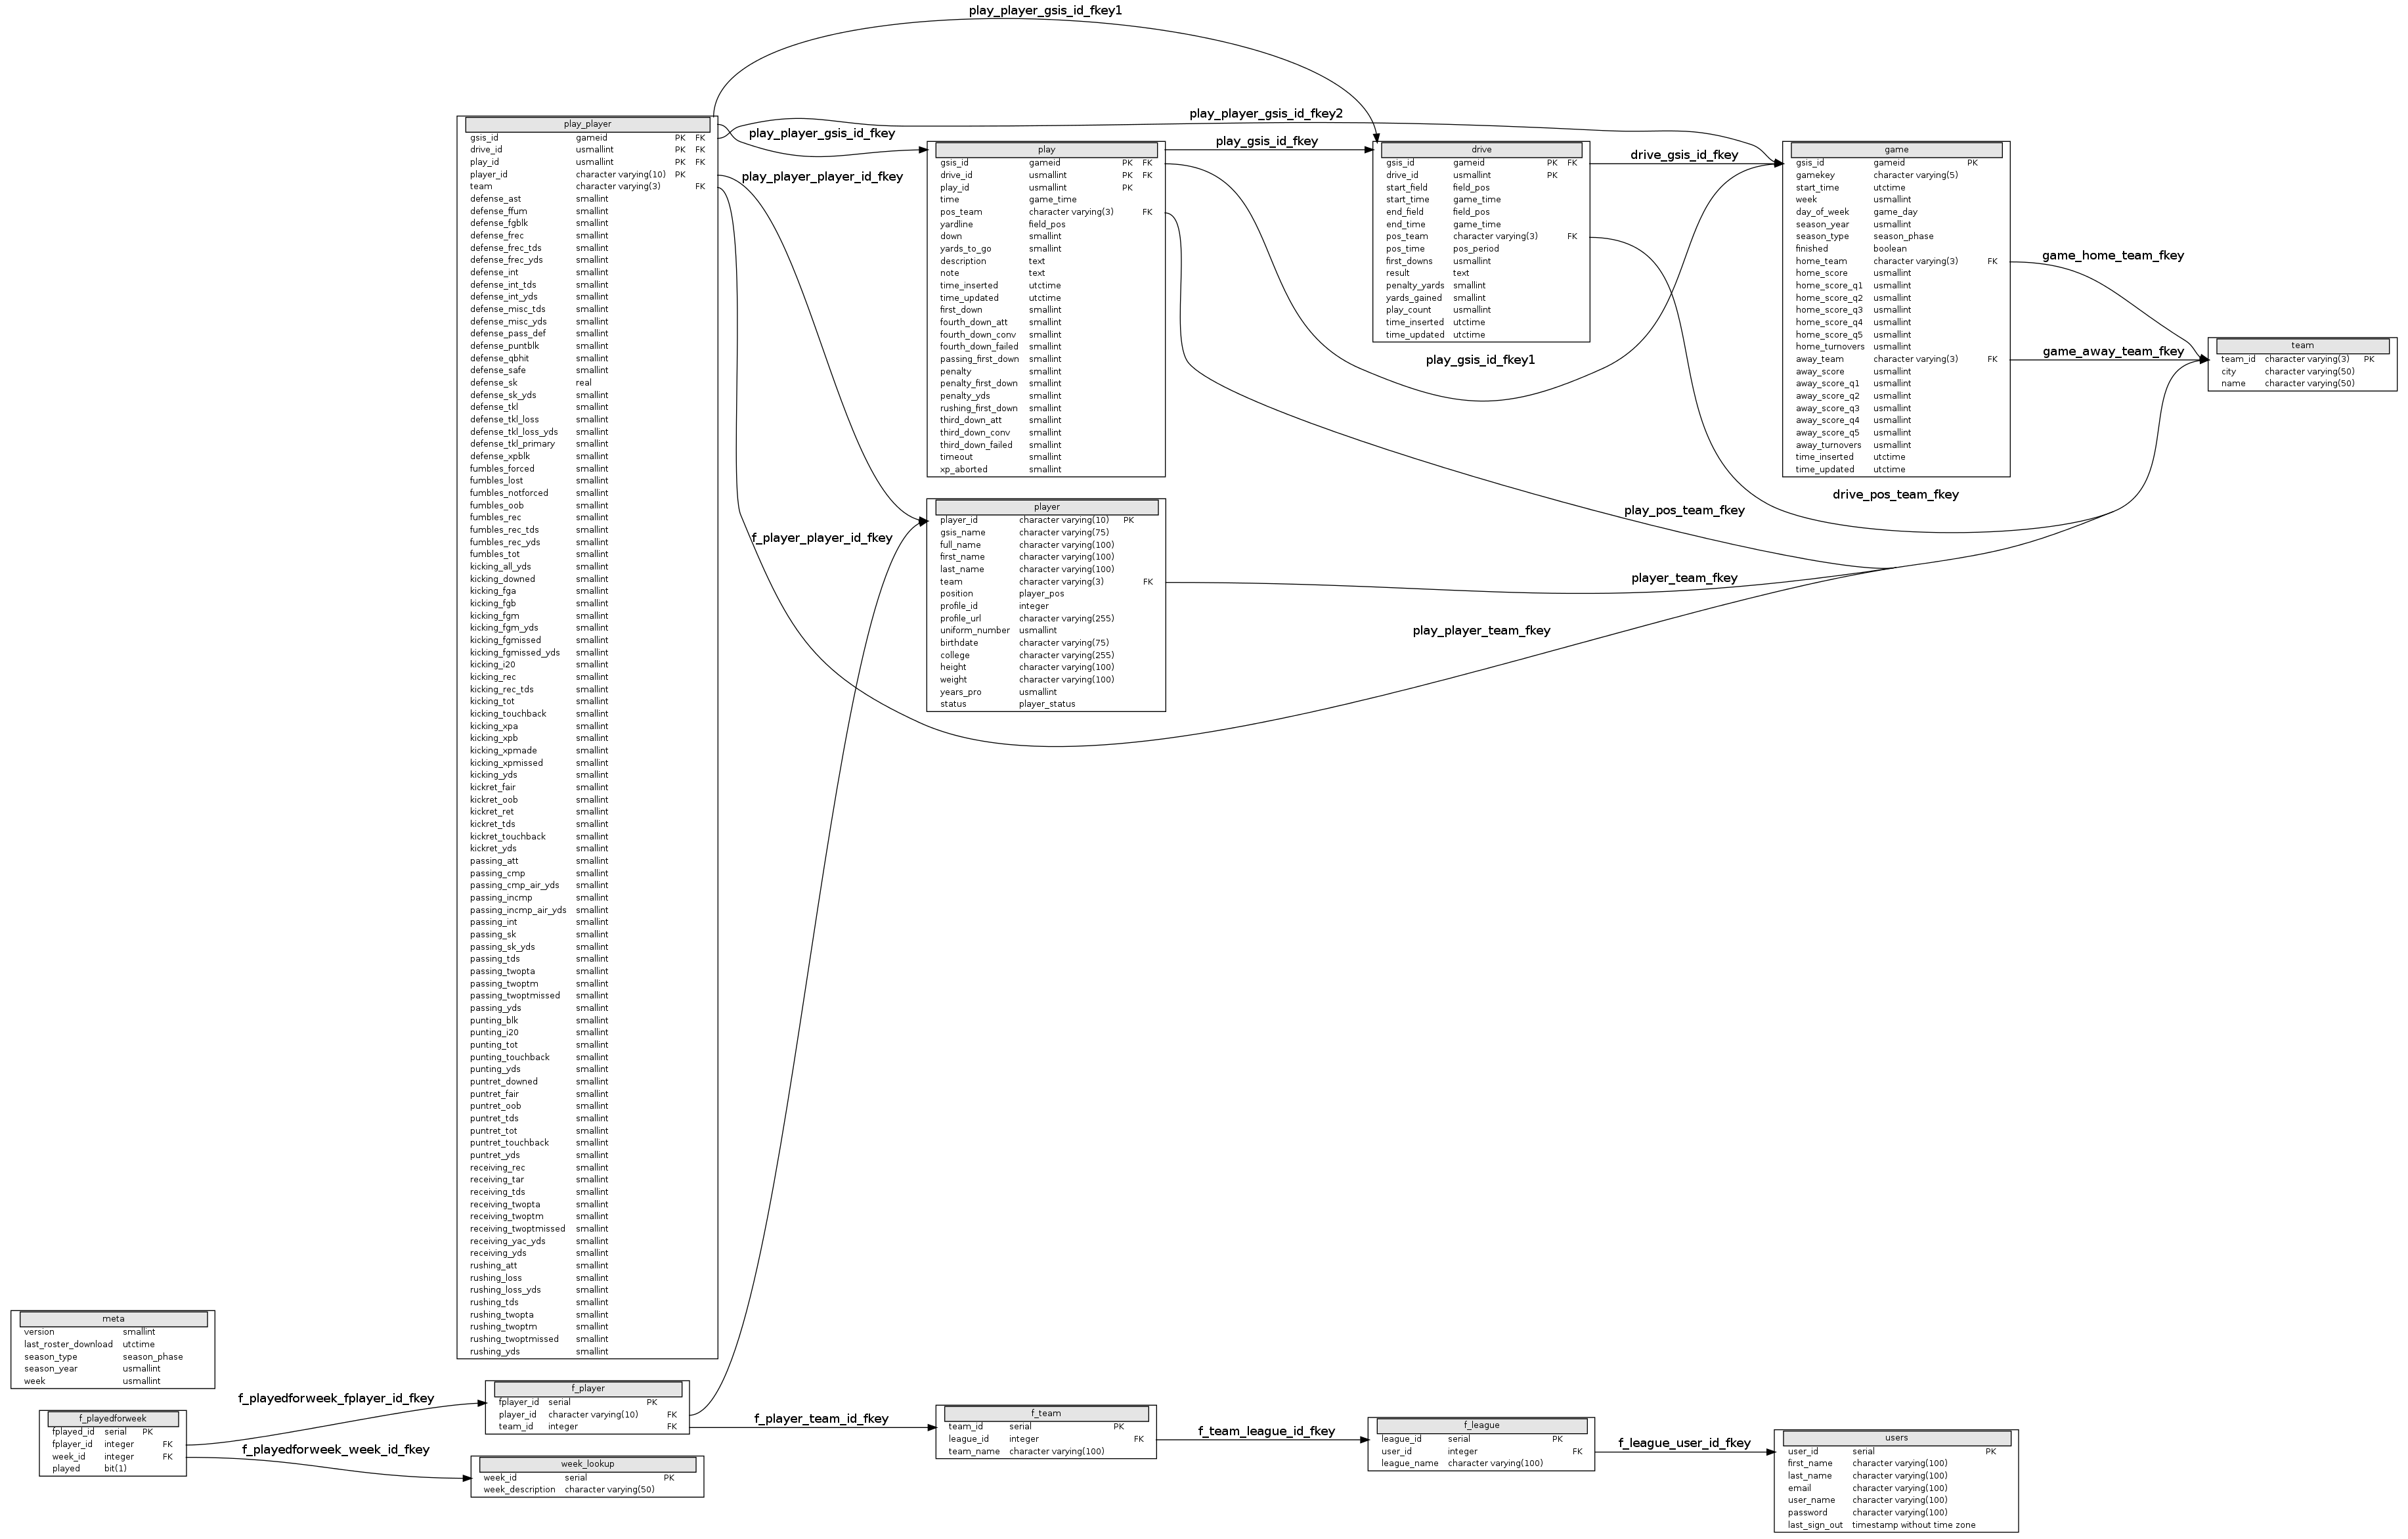 play_player_gsis_id_fkey1
play_player_gsis_id_fkey2
play_player_gsis_id_fkey
play_gsis_id_fkey
drive_gsis_id_fkey
play_player_player_id_fkey
game_home_team_fkey
game_away_team_fkey
play_gsis_id_fkey1
drive_pos_team_fkey
play_pos_team_fkey
f_player_player_id_fkey
player_team_fkey
play_player_team_fkey
play_player
gsis_id gameid PK FK
drive_id usmallint PK FK
play_id usmallint PK FK
player_id character varying(10) PK
team character varying(3) FK
defense_ast smallint
defense_ffum smallint
defense_fgblk smallint
defense_frec smallint
defense_frec_tds smallint
defense_frec_yds smallint
defense_int smallint
defense_int_tds smallint
defense_int_yds smallint
defense_misc_tds smallint
defense_misc_yds smallint
defense_pass_def smallint
defense_puntblk smallint
defense_qbhit smallint
defense_safe smallint
defense_sk real
defense_sk_yds smallint
defense_tkl smallint
defense_tkl_loss smallint
defense_tkl_loss_yds smallint
defense_tkl_primary smallint
defense_xpblk smallint
fumbles_forced smallint
fumbles_lost smallint
fumbles_notforced smallint
fumbles_oob smallint
fumbles_rec smallint
fumbles_rec_tds smallint
fumbles_rec_yds smallint
fumbles_tot smallint
kicking_all_yds smallint
kicking_downed smallint
kicking_fga smallint
kicking_fgb smallint
kicking_fgm smallint
kicking_fgm_yds smallint
kicking_fgmissed smallint
kicking_fgmissed_yds smallint
kicking_i20 smallint
kicking_rec smallint
kicking_rec_tds smallint
kicking_tot smallint
kicking_touchback smallint
kicking_xpa smallint
kicking_xpb smallint
kicking_xpmade smallint
kicking_xpmissed smallint
kicking_yds smallint
kickret_fair smallint
kickret_oob smallint
kickret_ret smallint
kickret_tds smallint
kickret_touchback smallint
kickret_yds smallint
passing_att smallint
passing_cmp smallint
passing_cmp_air_yds smallint
passing_incmp smallint
passing_incmp_air_yds smallint
passing_int smallint
passing_sk smallint
passing_sk_yds smallint
passing_tds smallint
passing_twopta smallint
passing_twoptm smallint
passing_twoptmissed smallint
passing_yds smallint
punting_blk smallint
punting_i20 smallint
punting_tot smallint
punting_touchback smallint
punting_yds smallint
puntret_downed smallint
puntret_fair smallint
puntret_oob smallint
puntret_tds smallint
puntret_tot smallint
puntret_touchback smallint
puntret_yds smallint
receiving_rec smallint
receiving_tar smallint
receiving_tds smallint
receiving_twopta smallint
receiving_twoptm smallint
receiving_twoptmissed smallint
receiving_yac_yds smallint
receiving_yds smallint
rushing_att smallint
rushing_loss smallint
rushing_loss_yds smallint
rushing_tds smallint
rushing_twopta smallint
rushing_twoptm smallint
rushing_twoptmissed smallint
rushing_yds smallint
play
gsis_id gameid PK FK
drive_id usmallint PK FK
play_id usmallint PK
time game_time
pos_team character varying(3) FK
yardline field_pos
down smallint
yards_to_go smallint
description text
note text
time_inserted utctime
time_updated utctime
first_down smallint
fourth_down_att smallint
fourth_down_conv smallint
fourth_down_failed smallint
passing_first_down smallint
penalty smallint
penalty_first_down smallint
penalty_yds smallint
rushing_first_down smallint
third_down_att smallint
third_down_conv smallint
third_down_failed smallint
timeout smallint
xp_aborted smallint
player
player_id character varying(10) PK
gsis_name character varying(75)
full_name character varying(100)
first_name character varying(100)
last_name character varying(100)
team character varying(3) FK
position player_pos
profile_id integer
profile_url character varying(255)
uniform_number usmallint
birthdate character varying(75)
college character varying(255)
height character varying(100)
weight character varying(100)
years_pro usmallint
status player_status
drive
gsis_id gameid PK FK
drive_id usmallint PK
start_field field_pos
start_time game_time
end_field field_pos
end_time game_time
pos_team character varying(3) FK
pos_time pos_period
first_downs usmallint
result text
penalty_yards smallint
yards_gained smallint
play_count usmallint
time_inserted utctime
time_updated utctime
game
gsis_id gameid PK
gamekey character varying(5)
start_time utctime
week usmallint
day_of_week game_day
season_year usmallint
season_type season_phase
finished boolean
home_team character varying(3) FK
home_score usmallint
home_score_q1 usmallint
home_score_q2 usmallint
home_score_q3 usmallint
home_score_q4 usmallint
home_score_q5 usmallint
home_turnovers usmallint
away_team character varying(3) FK
away_score usmallint
away_score_q1 usmallint
away_score_q2 usmallint
away_score_q3 usmallint
away_score_q4 usmallint
away_score_q5 usmallint
away_turnovers usmallint
time_inserted utctime
time_updated utctime
team
team_id character varying(3) PK
city character varying(50)
name character varying(50)
meta
version smallint
last_roster_download utctime
season_type season_phase
season_year usmallint
week usmallint
f_playedforweek_fplayer_id_fkey
f_playedforweek
fplayed_id serial PK
fplayer_id integer FK
week_id integer FK
played bit(1)
f_playedforweek_week_id_fkey
f_player
fplayer_id serial PK
player_id character varying(10) FK
team_id integer FK
week_lookup
week_id serial PK
week_description character varying(50)
f_player_team_id_fkey
f_team
team_id serial PK
league_id integer FK
team_name character varying(100)
f_team_league_id_fkey
f_league
league_id serial PK
user_id integer FK
league_name character varying(100)
f_league_user_id_fkey
users
user_id serial PK
first_name character varying(100)
last_name character varying(100)
email character varying(100)
user_name character varying(100)
password character varying(100)
last_sign_out timestamp without time zone